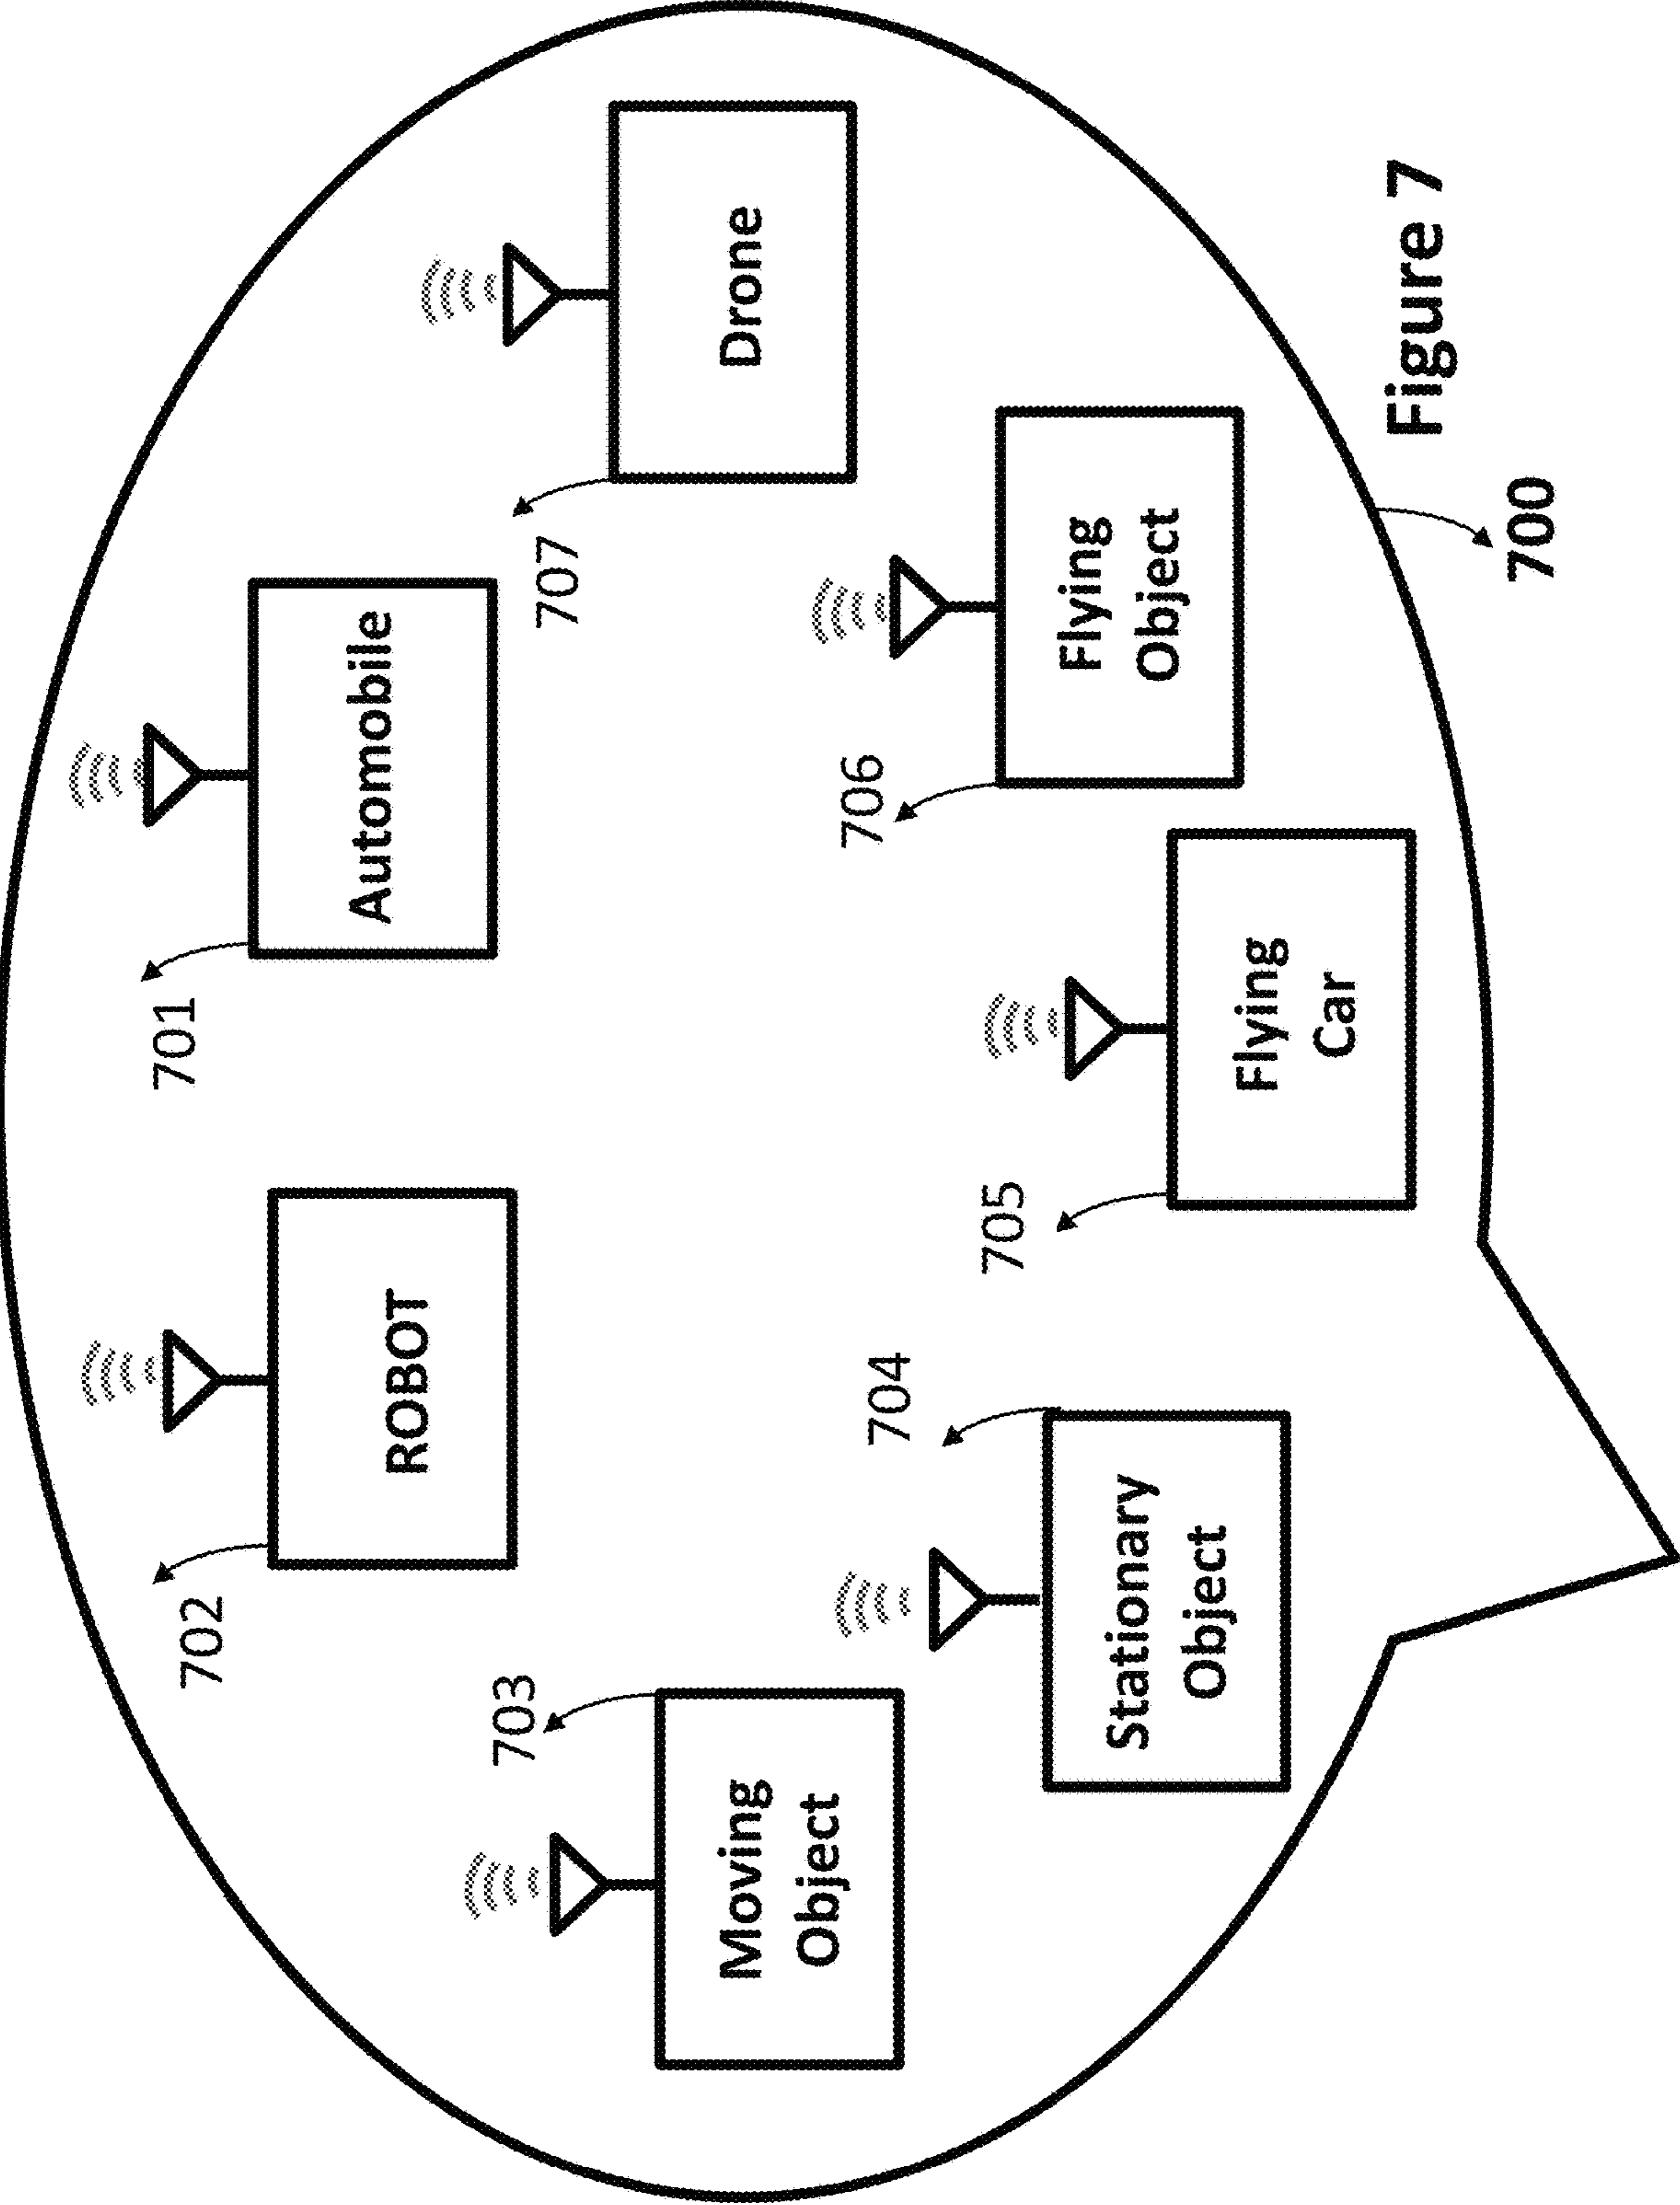 701
Automobile
702
ROBOT
707
Drone
703
Moving
Object
704
Stationary
Object
705
Flying
Car
706
Flying
Object
700
Figure 7